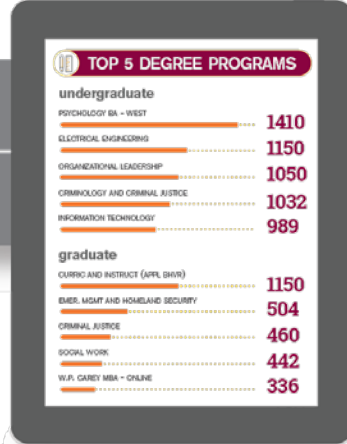 TOP 5 DEGREE PROGRAMS
undergraduate
PSYCHOLOGY BA - WEST
1410
ELECTRICAL ENGINEERING
1150
ORGANIZATIONAL LEADERSHIP
1050
CRIMINOLOGY AND CRIMINAL JUSTICE
1032
INFORMATION TECHNOLOGY
989
graduate
CURRIC AND INSTRUCT (APPL BHVR)
1150
EMER. MGMT AND HOMELAND SECURITY
504
CRIMINAL JUSTICE
460
SOCIAL WORK
442
W.P. CAREY MBA - ONLINE
336